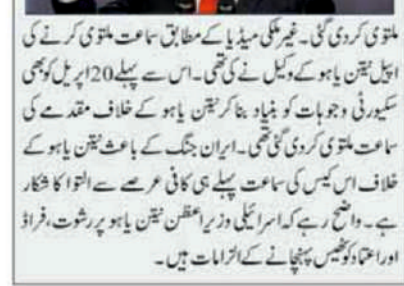 ملتوی کردی گئی۔ غیر ملکی میڈیا کے مطابق سماعت ملتوی کرنے کی
اپیل نیتن یاہو کے وکیل نے کی تھی۔ اس سے پہلے 20 اپریل کو بھی
سکیورٹی وجوہات کو بنیاد بنا کر نیتن یاہو کے خلاف مقدمے کی
سماعت ملتوی کردی گئی تھی۔ ایران جنگ کے باعث نیتن یاہو کے
خلاف اس کیس کی سماعت پہلے ہی کافی عرصے سے التوا کا شکار
ہے۔ واضح رہے کہ اسرائیلی وزیراعظن نیتن یاہو پر رشوت، فراڈ
اور اعتماد کو ٹھیس پہنچانے کے الزامات ہیں۔